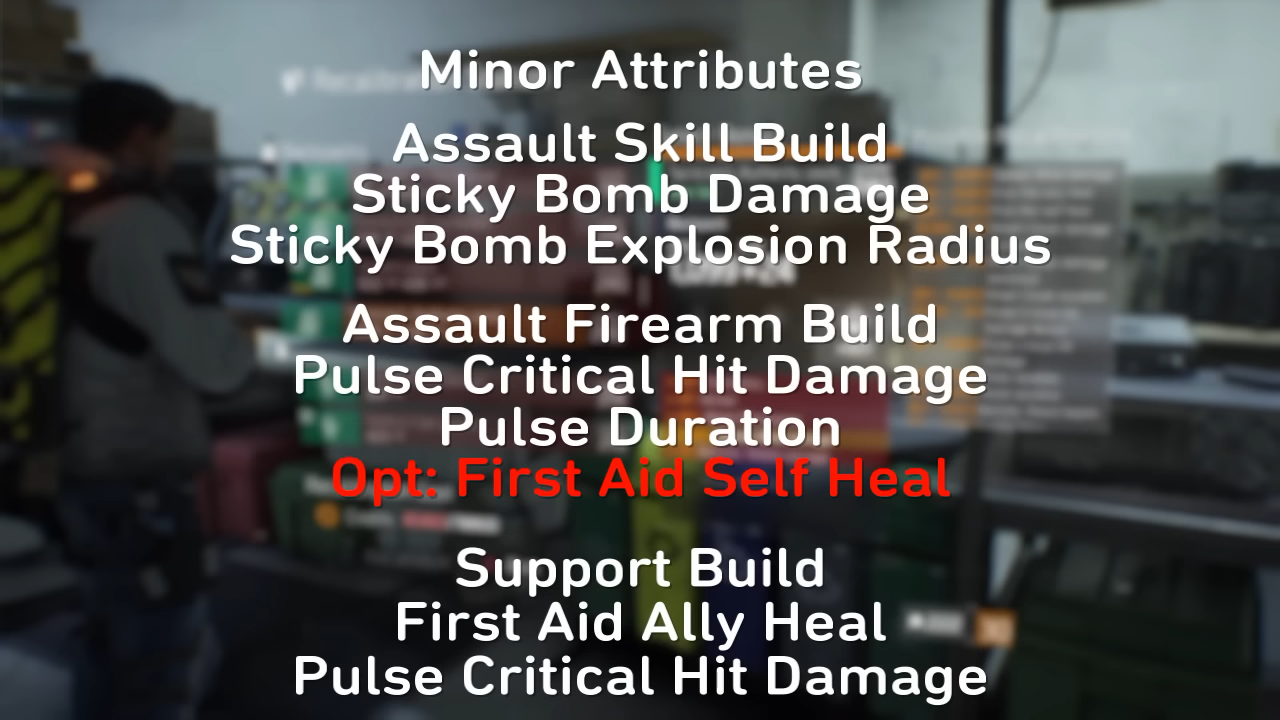 Minor Attributes
Assault Skill Build
Sticky Bomb Damage
Sticky Bomb Explosion Radius
Assault Firearm Build
Pulse Critical Hit Damage
Pulse Duration
Opt: First Aid Self Heal
Support Build
First Aid Ally Heal
Pulse Critical Hit Damage